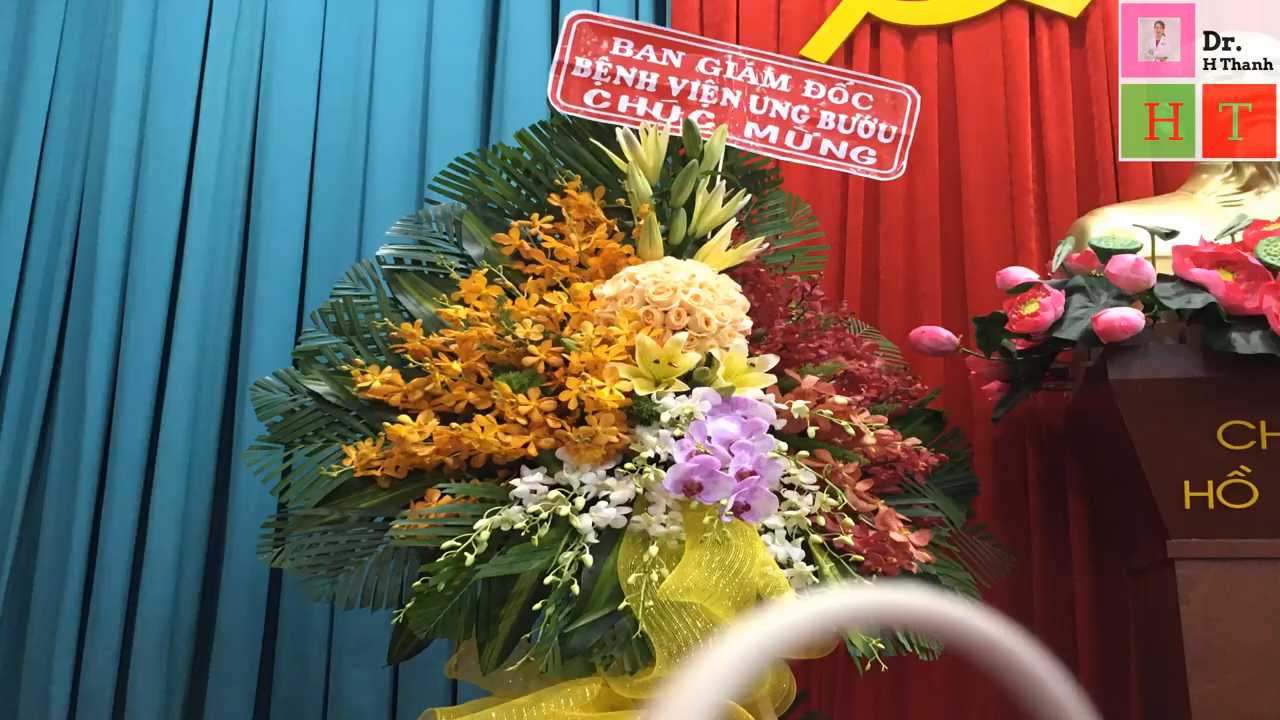 BAN GIÁM ĐỐC
BỆNH VIỆN UNG BƯỚU
CHÚC MỪNG
Dr.
H Thanh
H T
CH
HỒ